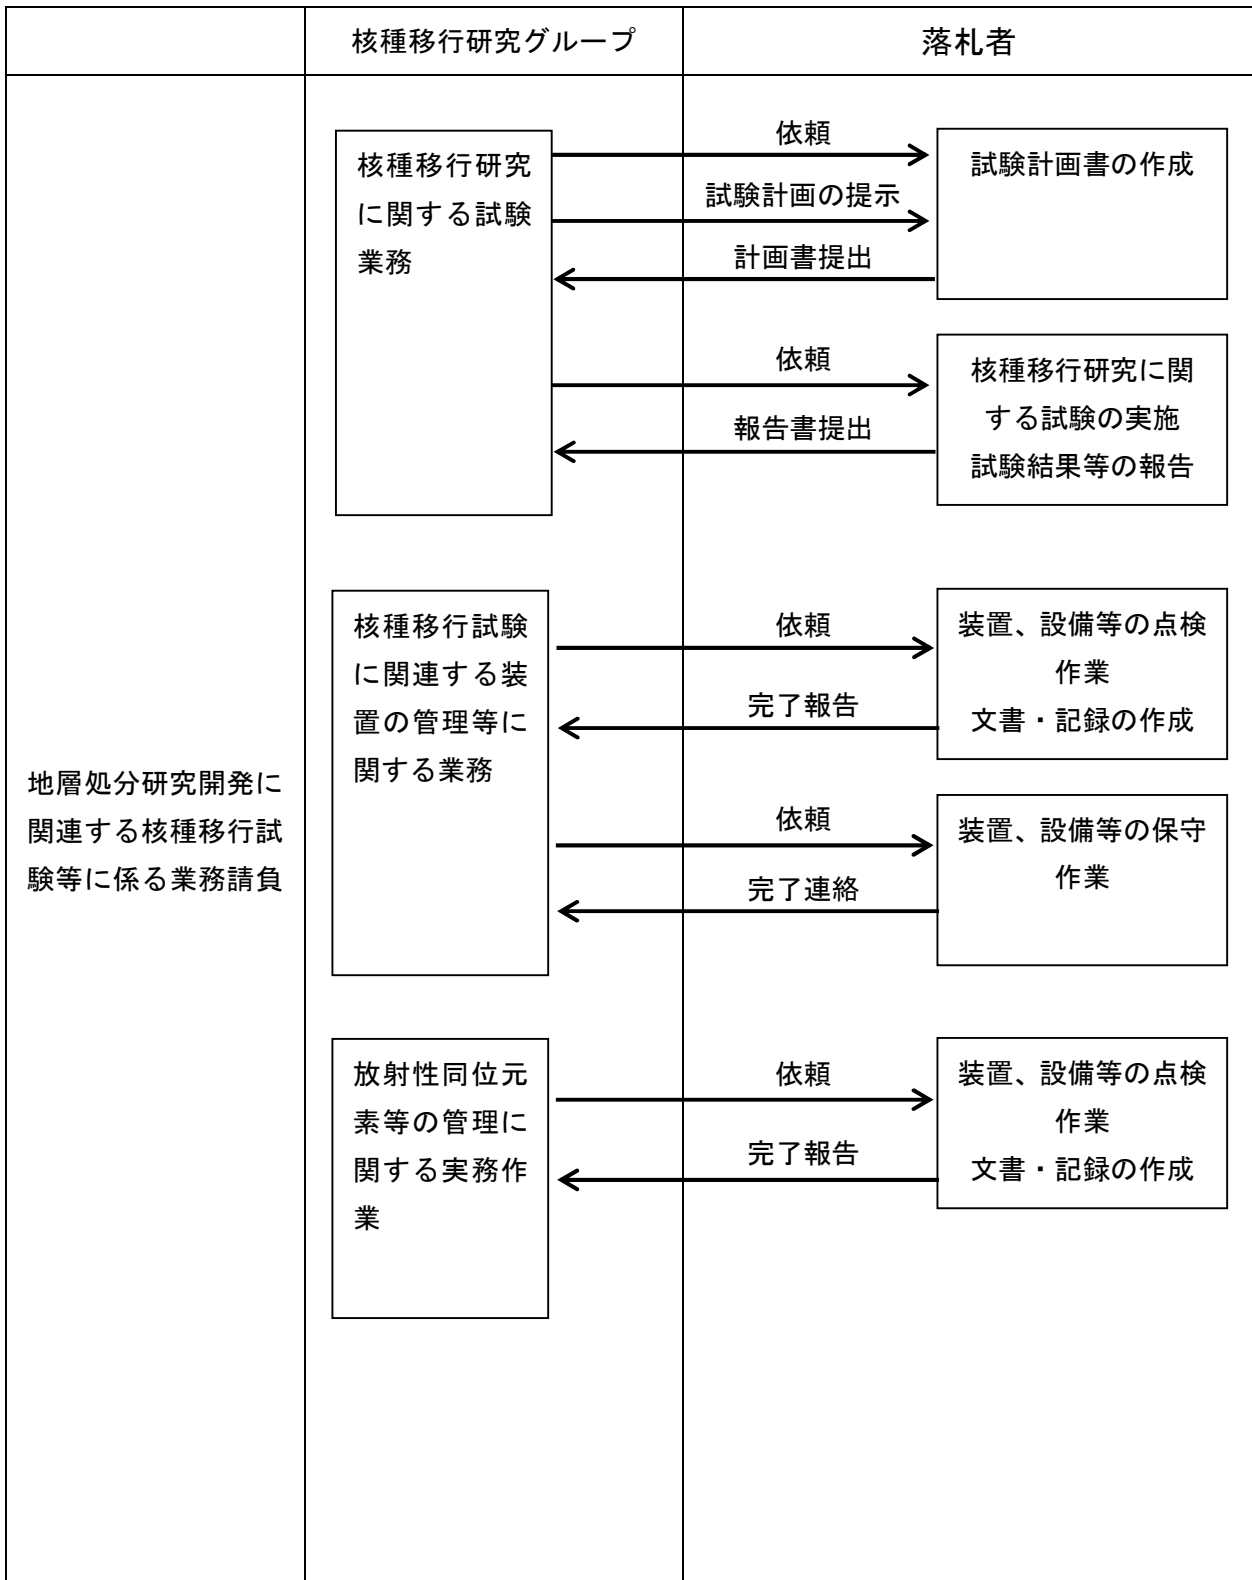 核種移行研究グループ
落札者
地層処分研究開発に
関連する核種移行試
験等に係る業務請負
核種移行研究
に関する試験
業務
依頼
試験計画の提示
計画書提出
試験計画書の作成
依頼
報告書提出
核種移行研究に関
する試験の実施
試験結果等の報告
核種移行試験
に関連する装
置の管理等に
関する業務
依頼
完了報告
装置、設備等の点検
作業
文書・記録の作成
依頼
完了連絡
装置、設備等の保守
作業
放射性同位元
素等の管理に
関する実務作
業
依頼
完了報告
装置、設備等の点検
作業
文書・記録の作成